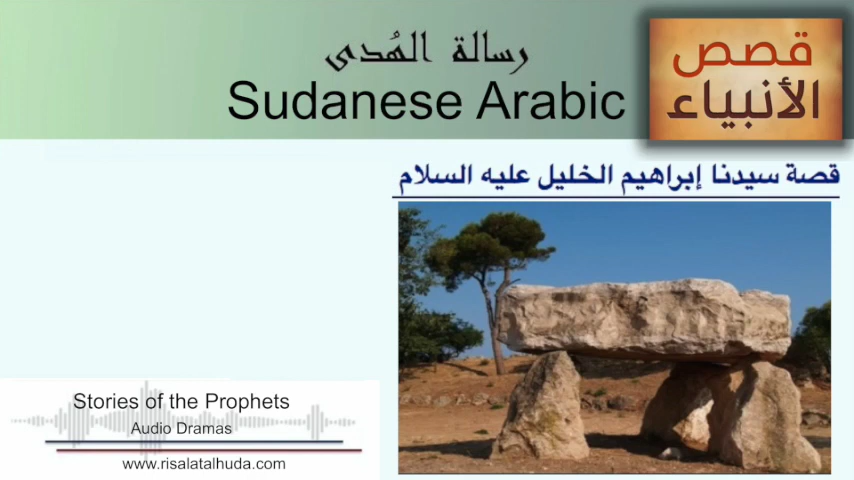 رسالة الهُدى
Sudanese Arabic
قصص
الأنبياء
قصة سيدنا إبراهيم الخليل عليه السلام
Stories of the Prophets
Audio Dramas
www.risalatalhuda.com